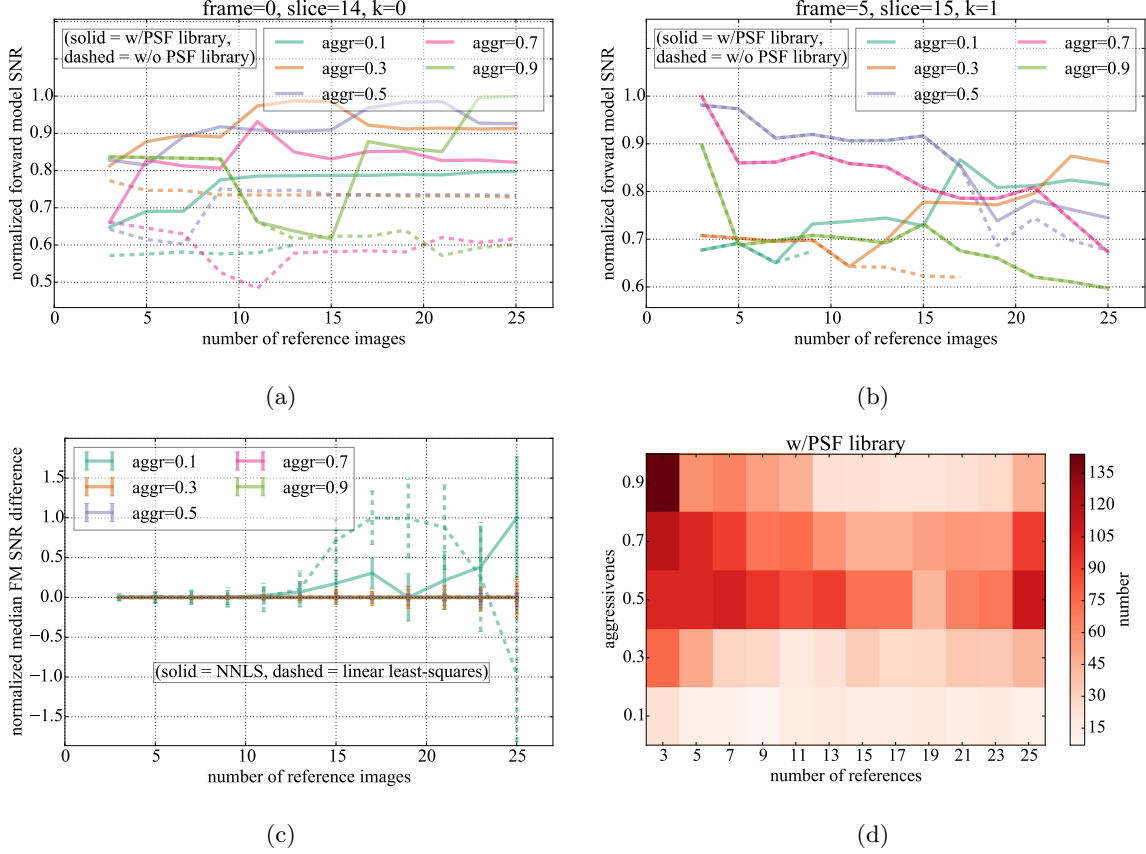 frame=0, slice=14, k=0
(solid = w/PSF library,
dashed = w/o PSF library)
aggr=0.1
aggr=0.3
aggr=0.5
aggr=0.7
aggr=0.9
normalized forward model SNR
1.0
0.9
0.8
0.7
0.6
0.5
0 5 10 15 20 25
number of reference images
(a)
frame=5, slice=15, k=1
(solid = w/PSF library,
dashed = w/o PSF library)
aggr=0.1
aggr=0.3
aggr=0.5
aggr=0.7
aggr=0.9
normalized forward model SNR
1.0
0.9
0.8
0.7
0.6
0 5 10 15 20 25
number of reference images
(b)
aggr=0.1
aggr=0.3
aggr=0.5
aggr=0.7
aggr=0.9
normalized median FM SNR difference
1.5
1.0
0.5
0.0
−0.5
−1.0
−1.5
(solid = NNLS, dashed = linear least-squares)
0 5 10 15 20 25
number of reference images
(c)
w/PSF library
aggressivenes
0.9
0.7
0.5
0.3
0.1
3 5 7 9 11 13 15 17 19 21 23 25
number of references
135
120
105
90
75
60
45
30
15
number
(d)